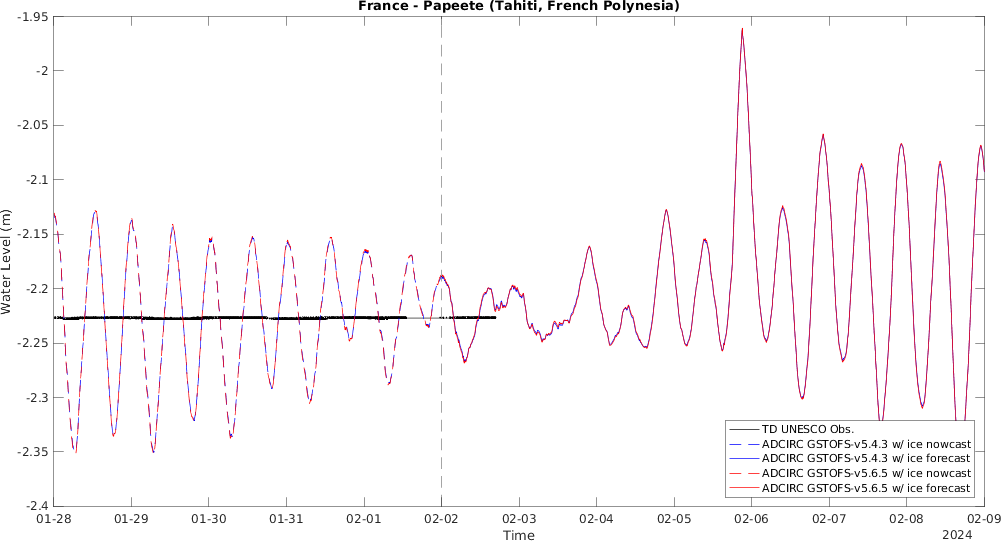 France - Papeete (Tahiti, French Polynesia)
-1.95
-2
-2.05
-2.1
-2.15
-2.2
-2.25
-2.3
-2.35
-2.4
Water Level (m)
TD UNESCO Obs.
ADCIRC GSTOFS-v5.4.3 w/ ice nowcast
ADCIRC GSTOFS-v5.4.3 w/ ice forecast
ADCIRC GSTOFS-v5.6.5 w/ ice nowcast
ADCIRC GSTOFS-v5.6.5 w/ ice forecast
01-28 01-29 01-30 01-31 02-01 02-02 02-03 02-04 02-05 02-06 02-07 02-08 02-09
Time
2024